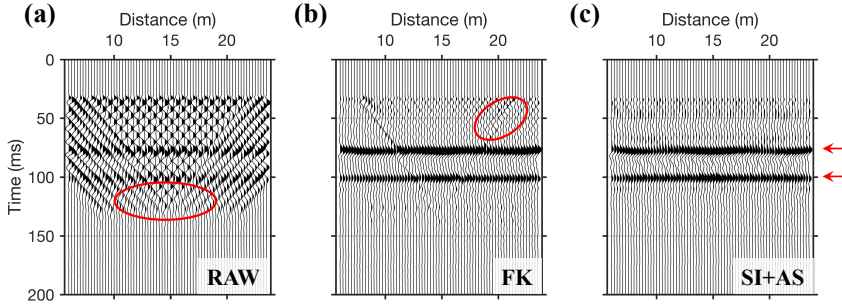 (a)
Distance (m)
10 15 20
(b)
Distance (m)
10 15 20
(c)
Distance (m)
10 15 20
Time (ms)
0
50
100
150
200
RAW
FK
SI+AS